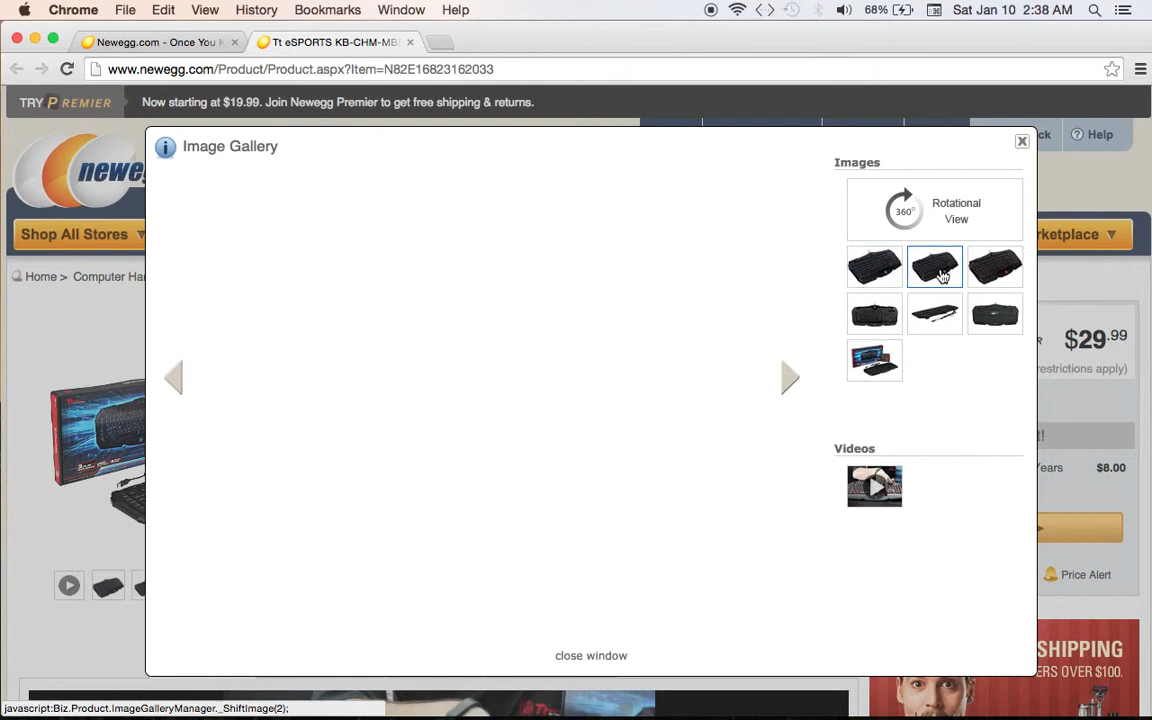 Chrome File Edit View History Bookmarks Window Help
68% Sat Jan 10 2:38 AM
Newegg.com - Once You K
Tt eSPORTS KB-CHM-MB
www.newegg.com/Product/Product.aspx?Item=N82E16823162033
TRY PREMIER Now starting at $19.99. Join Newegg Premier to get free shipping & returns.
newe
ck Help
Shop All Stores
rketplace
Home > Computer Har
Image Gallery
Images
360°
Rotational
View
$29.99
restrictions apply)
t!
Years $8.00
Videos
Price Alert
close window
SHIPPING
ERS OVER $100.
javascript:Biz.Product.ImageGalleryManager._ShiftImage(2);